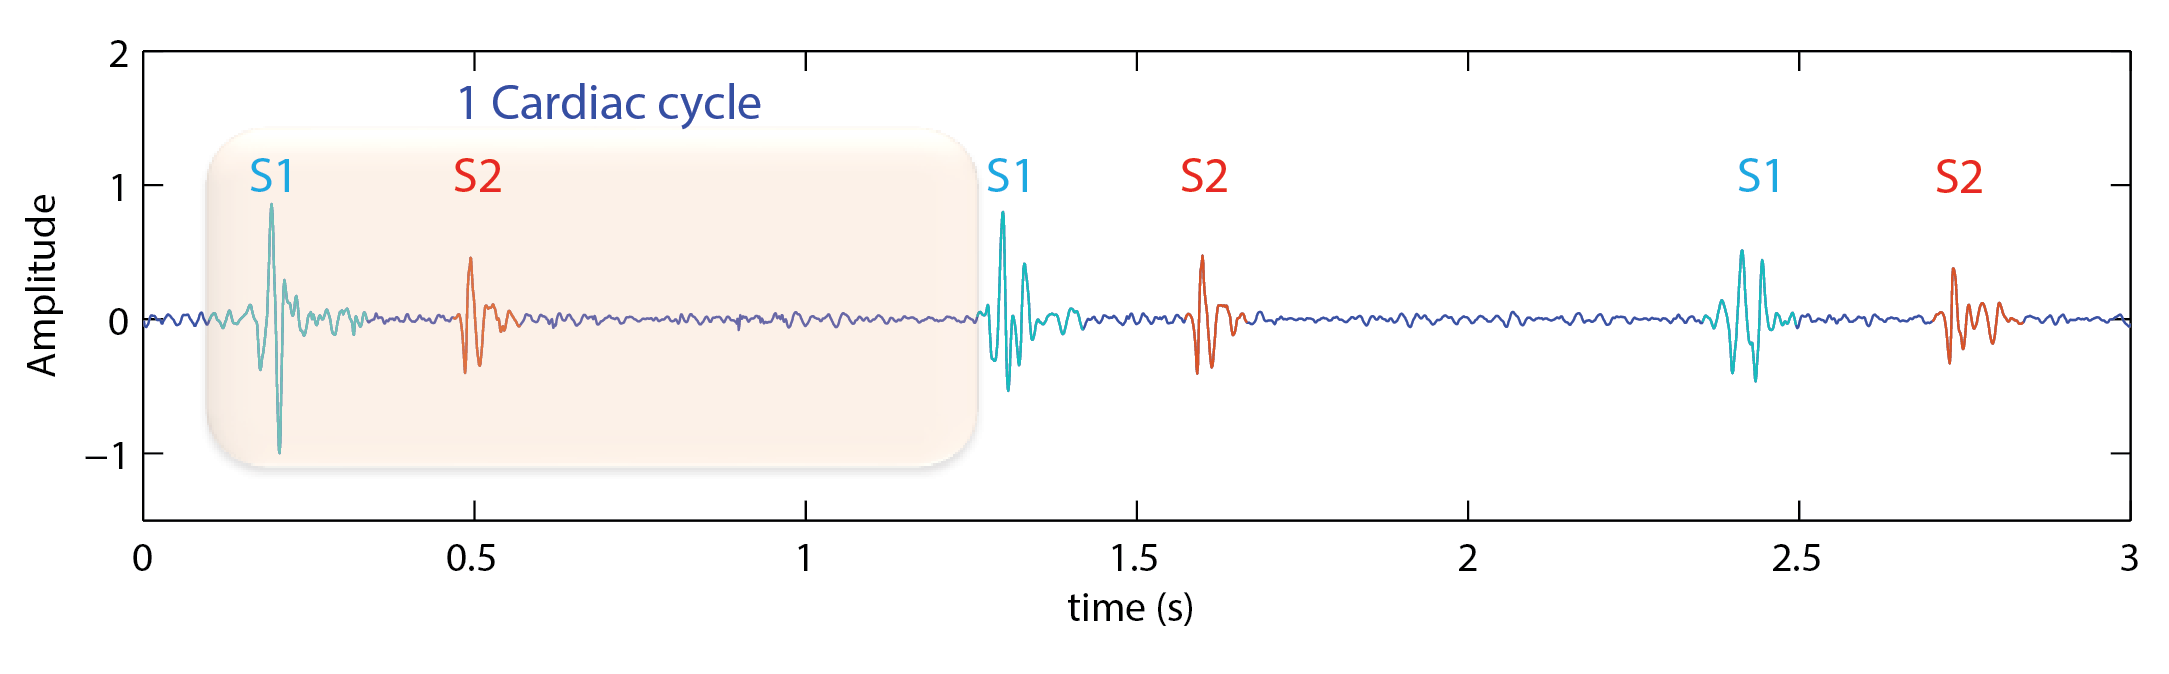 1 Cardiac cycle
S1 S2 S1 S2 S1 S2
2
1
0
−1
Amplitude
0 0.5 1 1.5 2 2.5 3
time (s)